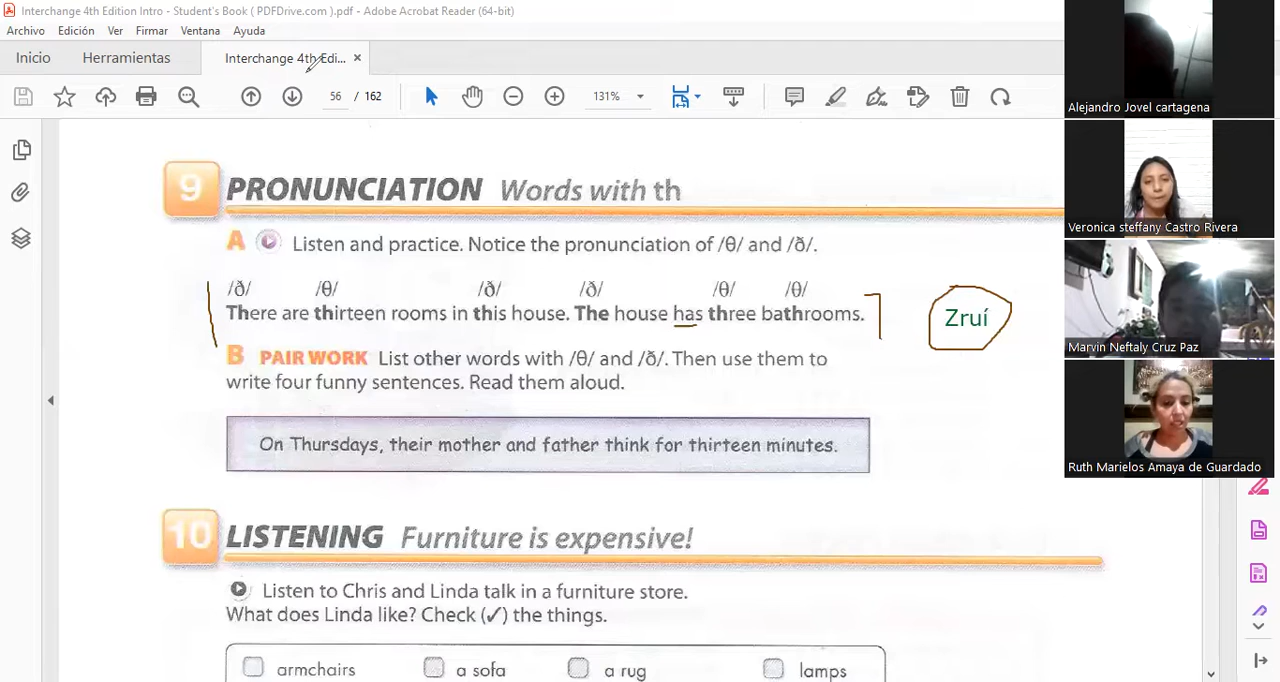 Interchange 4th Edition Intro - Student's Book ( PDFDrive.com ).pdf - Adobe Acrobat Reader (64-bit)
Archivo Edición Ver Firmar Ventana Ayuda
Inicio Herramientas Interchange 4th Edi... ×
56 / 162 131%
9 PRONUNCIATION Words with th
A Listen and practice. Notice the pronunciation of /θ/ and /ð/.
/ð/ /θ/ /ð/ /ð/ /θ/ /θ/
There are thirteen rooms in this house. The house has three bathrooms.
Zruí
B PAIR WORK List other words with /θ/ and /ð/. Then use them to
write four funny sentences. Read them aloud.
On Thursdays, their mother and father think for thirteen minutes.
10 LISTENING Furniture is expensive!
Listen to Chris and Linda talk in a furniture store.
What does Linda like? Check (✓) the things.
armchairs a sofa a rug lamps
Alejandro Jovel cartagena
Veronica steffany Castro Rivera
Marvin Neftaly Cruz Paz
Ruth Marielos Amaya de Guardado